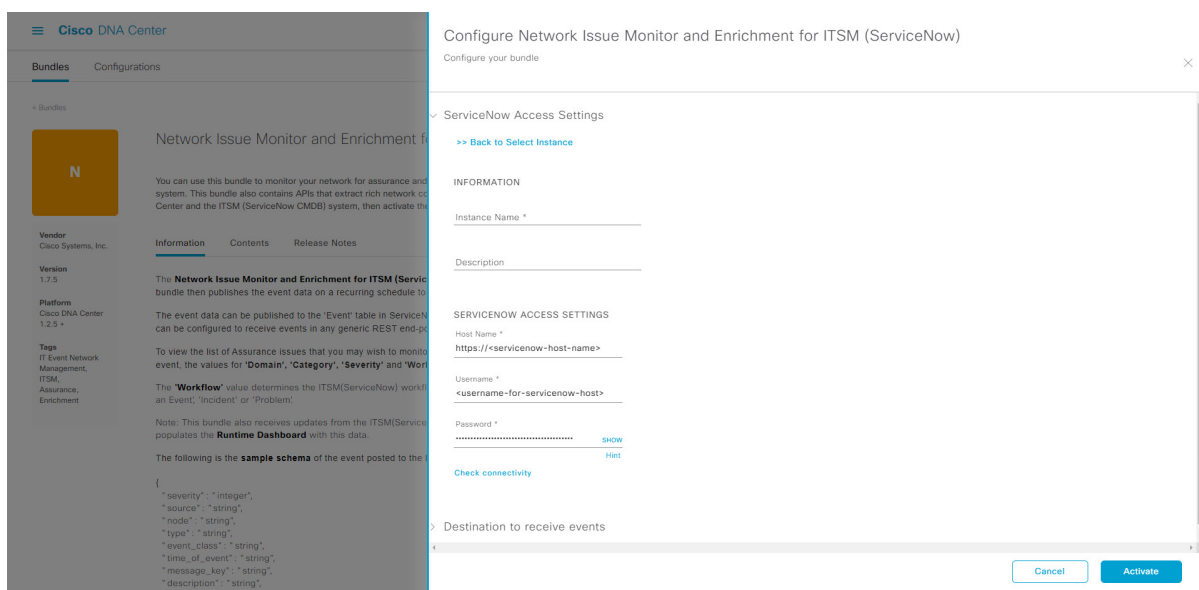 Cisco DNA Center
Bundles Configurations
< Bundles
N
Vendor
Cisco Systems, Inc.
Version
1.7.5
Platform
Cisco DNA Center
1.2.5 +
Tags
IT Event Network
Management,
ITSM,
Assurance,
Enrichment
Network Issue Monitor and Enrichment f
You can use this bundle to monitor your network for assurance and
system. This bundle also contains APIs that extract rich network co
Center and the ITSM (ServiceNow CMDB) system, then activate the
Information Contents Release Notes
The Network Issue Monitor and Enrichment for ITSM (Servic
bundle then publishes the event data on a recurring schedule to
The event data can be published to the 'Event' table in ServiceN
can be configured to receive events in any generic REST end-po
To view the list of Assurance issues that you may wish to monito
event, the values for 'Domain', 'Category', 'Severity' and 'Worl
The 'Workflow' value determines the ITSM(ServiceNow) workfl
an Event', 'Incident' or 'Problem'.
Note: This bundle also receives updates from the ITSM(Service
populates the Runtime Dashboard with this data.
The following is the sample schema of the event posted to the
{
"severity" : "integer",
"source" : "string",
"node" : "string",
"type" : "string",
"event_class" : "string",
"time_of_event" : "string",
"message_key" : "string",
"description" : "string",
Configure Network Issue Monitor and Enrichment for ITSM (ServiceNow)
Configure your bundle
ServiceNow Access Settings
>> Back to Select Instance
INFORMATION
Instance Name *
Description
SERVICENOW ACCESS SETTINGS
Host Name *
https://<servicenow-host-name>
Username *
<username-for-servicenow-host>
Password *
SHOW
Hint
Check connectivity
Destination to receive events
Cancel Activate